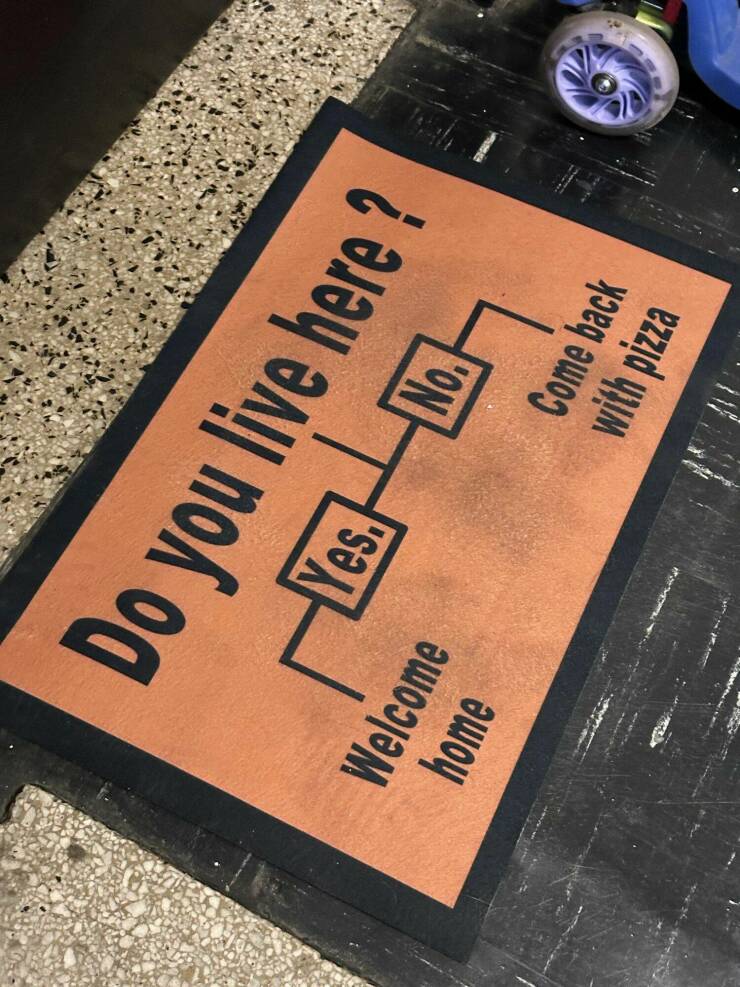 Do you live here ?
Yes.
No.
Welcome
home
Come back
with pizza